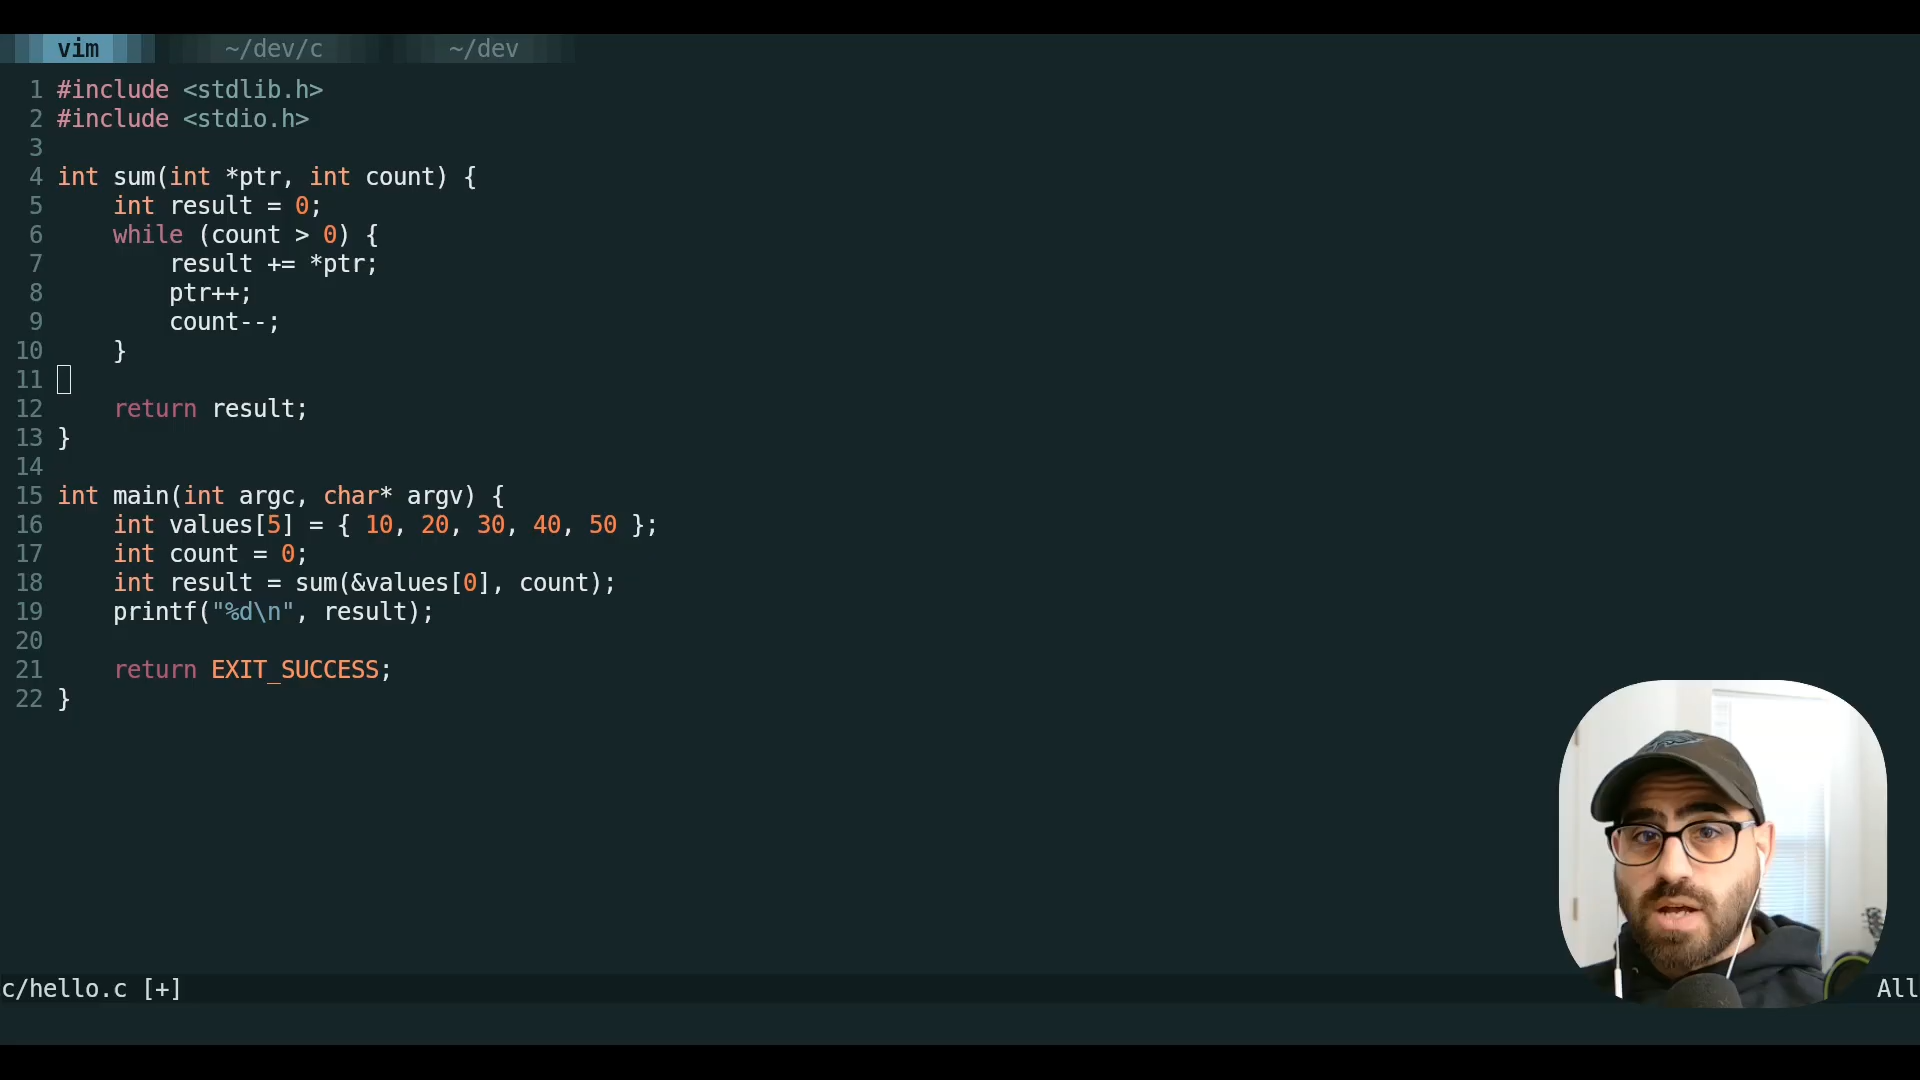 vim ~/dev/c ~/dev
1 #include <stdlib.h>
2 #include <stdio.h>
3
4 int sum(int *ptr, int count) {
5     int result = 0;
6     while (count > 0) {
7         result += *ptr;
8         ptr++;
9         count--;
10     }
11
12     return result;
13 }
14
15 int main(int argc, char* argv) {
16     int values[5] = { 10, 20, 30, 40, 50 };
17     int count = 0;
18     int result = sum(&values[0], count);
19     printf("%d\n", result);
20
21     return EXIT_SUCCESS;
22 }
c/hello.c [+] All